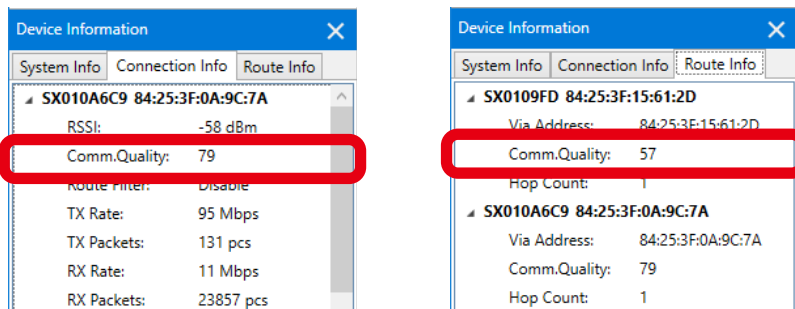 Device Information
System Info Connection Info Route Info
SX010A6C9 84:25:3F:0A:9C:7A
RSSI: -58 dBm
Comm.Quality: 79
Route Filter: Disable
TX Rate: 95 Mbps
TX Packets: 131 pcs
RX Rate: 11 Mbps
RX Packets: 23857 pcs
Device Information
System Info Connection Info Route Info
SX0109FD 84:25:3F:15:61:2D
Via Address: 84:25:3F:15:61:2D
Comm.Quality: 57
Hop Count: 1
SX010A6C9 84:25:3F:0A:9C:7A
Via Address: 84:25:3F:0A:9C:7A
Comm.Quality: 79
Hop Count: 1